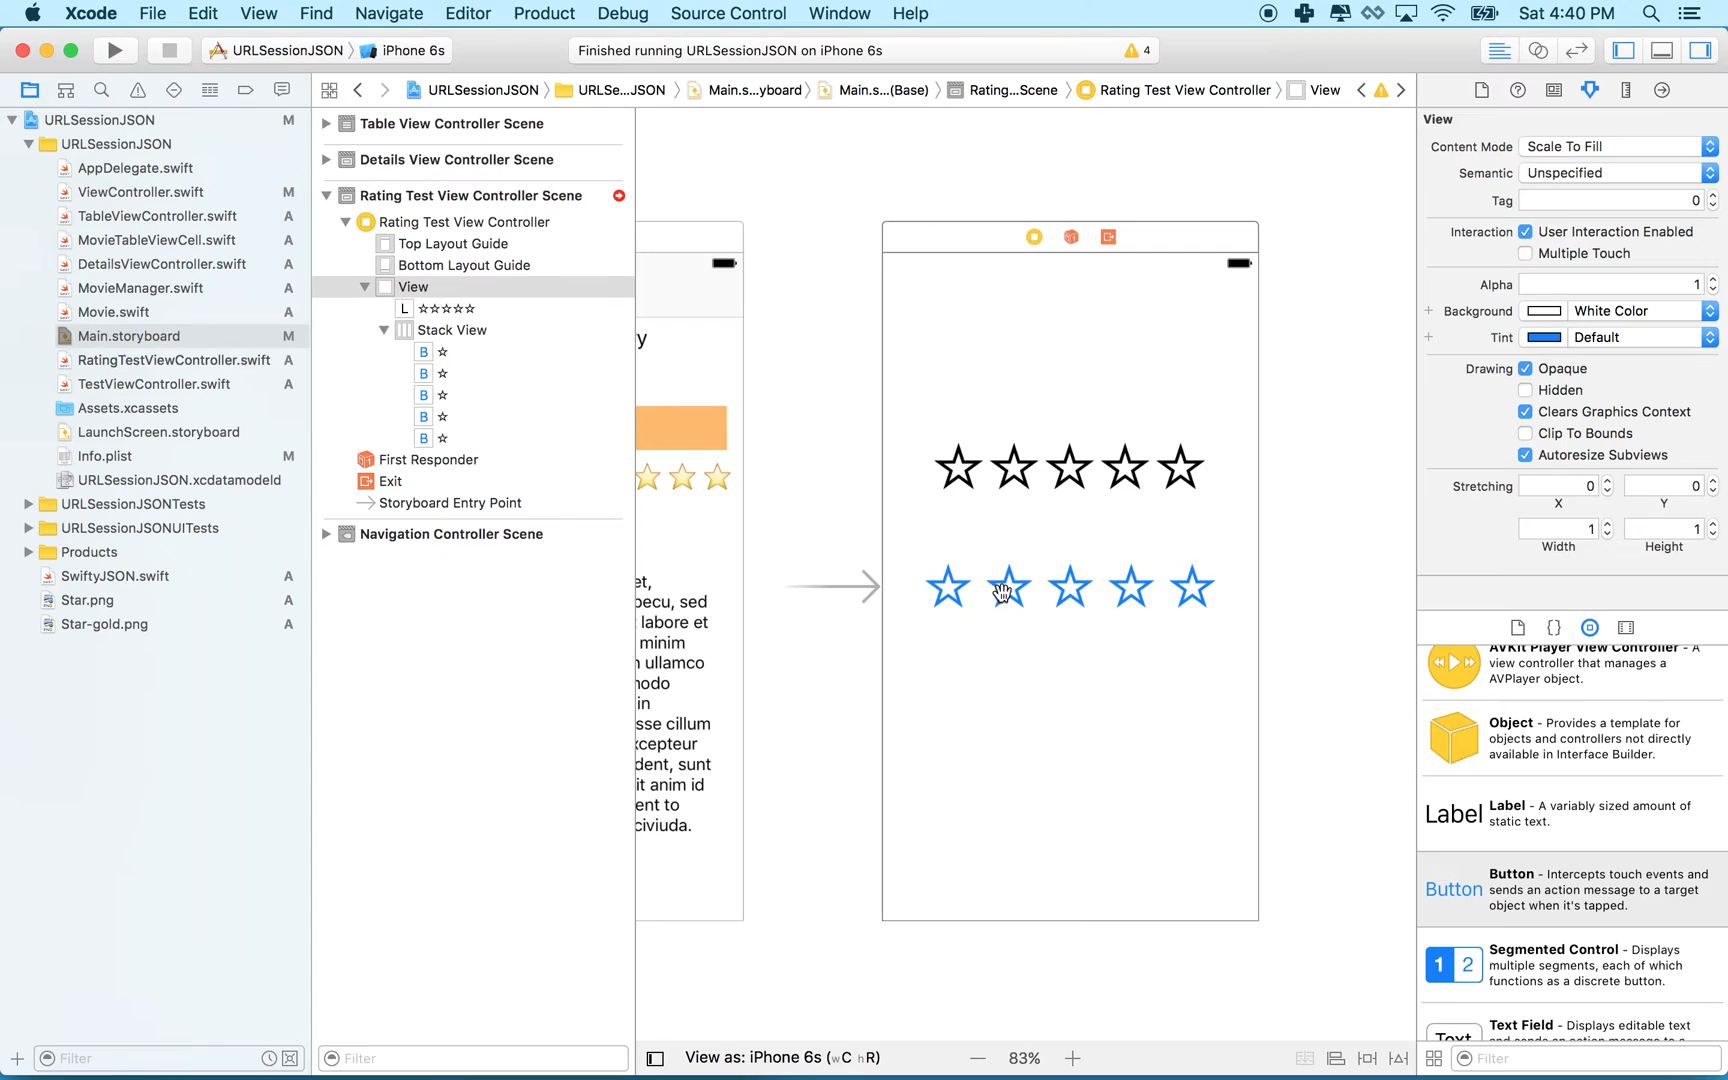 Xcode File Edit View Find Navigate Editor Product Debug Source Control Window Help Sat 4:40 PM
URLSessionJSON iPhone 6s Finished running URLSessionJSON on iPhone 6s 4
URLSessionJSON URLSe...JSON Main.s...yboard Main.s...(Base) Rating...Scene Rating Test View Controller View
URLSessionJSON M
URLSessionJSON
AppDelegate.swift
ViewController.swift M
TableViewController.swift A
MovieTableViewCell.swift A
DetailsViewController.swift A
MovieManager.swift A
Movie.swift A
Main.storyboard M
RatingTestViewController.swift A
TestViewController.swift A
Assets.xcassets
LaunchScreen.storyboard
Info.plist M
URLSessionJSON.xcdatamodeld
URLSessionJSONTests
URLSessionJSONUITests
Products
SwiftyJSON.swift A
Star.png A
Star-gold.png A
Filter
Table View Controller Scene
Details View Controller Scene
Rating Test View Controller Scene
Rating Test View Controller
Top Layout Guide
Bottom Layout Guide
View
L ☆☆☆☆☆
Stack View
B ☆
B ☆
B ☆
B ☆
B ☆
First Responder
Exit
Storyboard Entry Point
Navigation Controller Scene
Filter
y
et,
pecu, sed
labore et
minim
ullamco
modo
in
sse cillum
xcepteur
dent, sunt
it anim id
ent to
civiuda.
View as: iPhone 6s (wC hR) 83%
View
Content Mode Scale To Fill
Semantic Unspecified
Tag 0
Interaction User Interaction Enabled
Multiple Touch
Alpha 1
Background White Color
Tint Default
Drawing Opaque
Hidden
Clears Graphics Context
Clip To Bounds
Autoresize Subviews
Stretching 0 0
X Y
1 1
Width Height
AVKit Player View Controller - A
view controller that manages a
AVPlayer object.
Object - Provides a template for
objects and controllers not directly
available in Interface Builder.
Label Label - A variably sized amount of
static text.
Button Button - Intercepts touch events and
sends an action message to a target
object when it's tapped.
1 2 Segmented Control - Displays
multiple segments, each of which
functions as a discrete button.
Text Text Field - Displays editable text
Filter